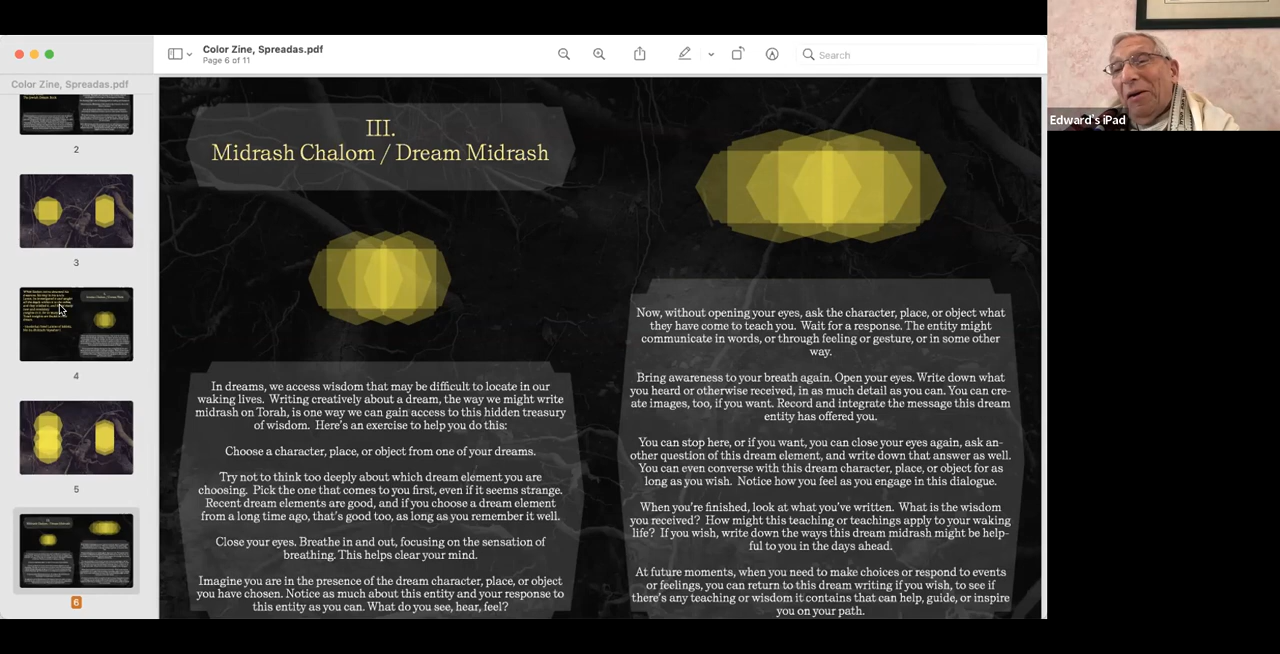 Color Zine, Spreadas.pdf
Page 6 of 11
Search
Color Zine, Spreadas.pdf
2
3
4
5
6
III.
Midrash Chalom / Dream Midrash
In dreams, we access wisdom that may be difficult to locate in our
waking lives. Writing creatively about a dream, the way we might write
midrash on Torah, is one way we can gain access to this hidden treasury
of wisdom. Here's an exercise to help you do this:
Choose a character, place, or object from one of your dreams.
Try not to think too deeply about which dream element you are
choosing. Pick the one that comes to you first, even if it seems strange.
Recent dream elements are good, and if you choose a dream element
from a long time ago, that's good too, as long as you remember it well.
Close your eyes. Breathe in and out, focusing on the sensation of
breathing. This helps clear your mind.
Imagine you are in the presence of the dream character, place, or object
you have chosen. Notice as much about this entity and your response to
this entity as you can. What do you see, hear, feel?
Now, without opening your eyes, ask the character, place, or object what
they have come to teach you. Wait for a response. The entity might
communicate in words, or through feeling or gesture, or in some other
way.
Bring awareness to your breath again. Open your eyes. Write down what
you heard or otherwise received, in as much detail as you can. You can cre-
ate images, too, if you want. Record and integrate the message this dream
entity has offered you.
You can stop here, or if you want, you can close your eyes again, ask an-
other question of this dream element, and write down that answer as well.
You can even converse with this dream character, place, or object for as
long as you wish. Notice how you feel as you engage in this dialogue.
When you're finished, look at what you've written. What is the wisdom
you received? How might this teaching or teachings apply to your waking
life? If you wish, write down the ways this dream midrash might be help-
ful to you in the days ahead.
At future moments, when you need to make choices or respond to events
or feelings, you can return to this dream writing if you wish, to see if
there's any teaching or wisdom it contains that can help, guide, or inspire
you on your path.
Edward's iPad